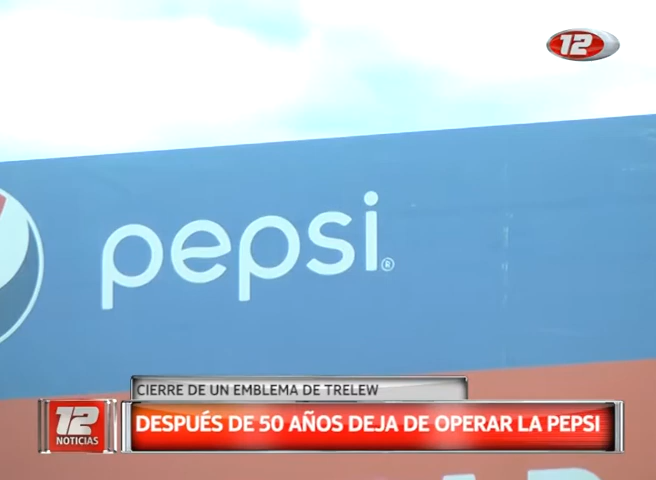 12
pepsi®
CIERRE DE UN EMBLEMA DE TRELEW
12 DESPUÉS DE 50 AÑOS DEJA DE OPERAR LA PEPSI
NOTICIAS